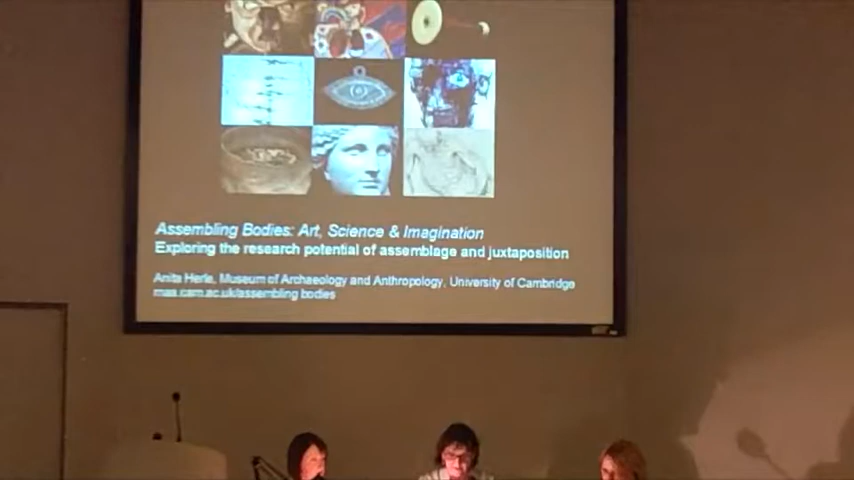 Assembling Bodies: Art, Science & Imagination
Exploring the research potential of assemblage and juxtaposition
Anita Herle, Museum of Archaeology and Anthropology, University of Cambridge
maa.cam.ac.uk/assembling bodies